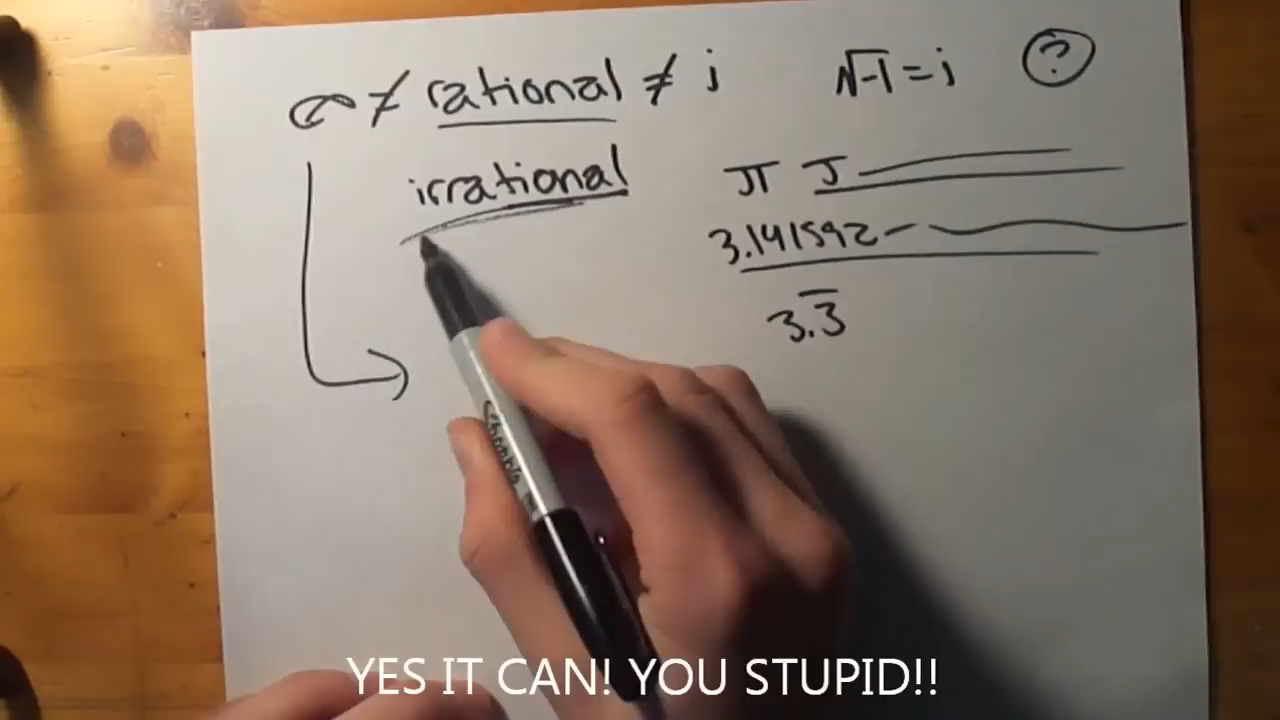 ∞ ≠ rational ≠ i √-1 = i ?
irrational
π
3.141592
3.3̅
YES IT CAN! YOU STUPID!!